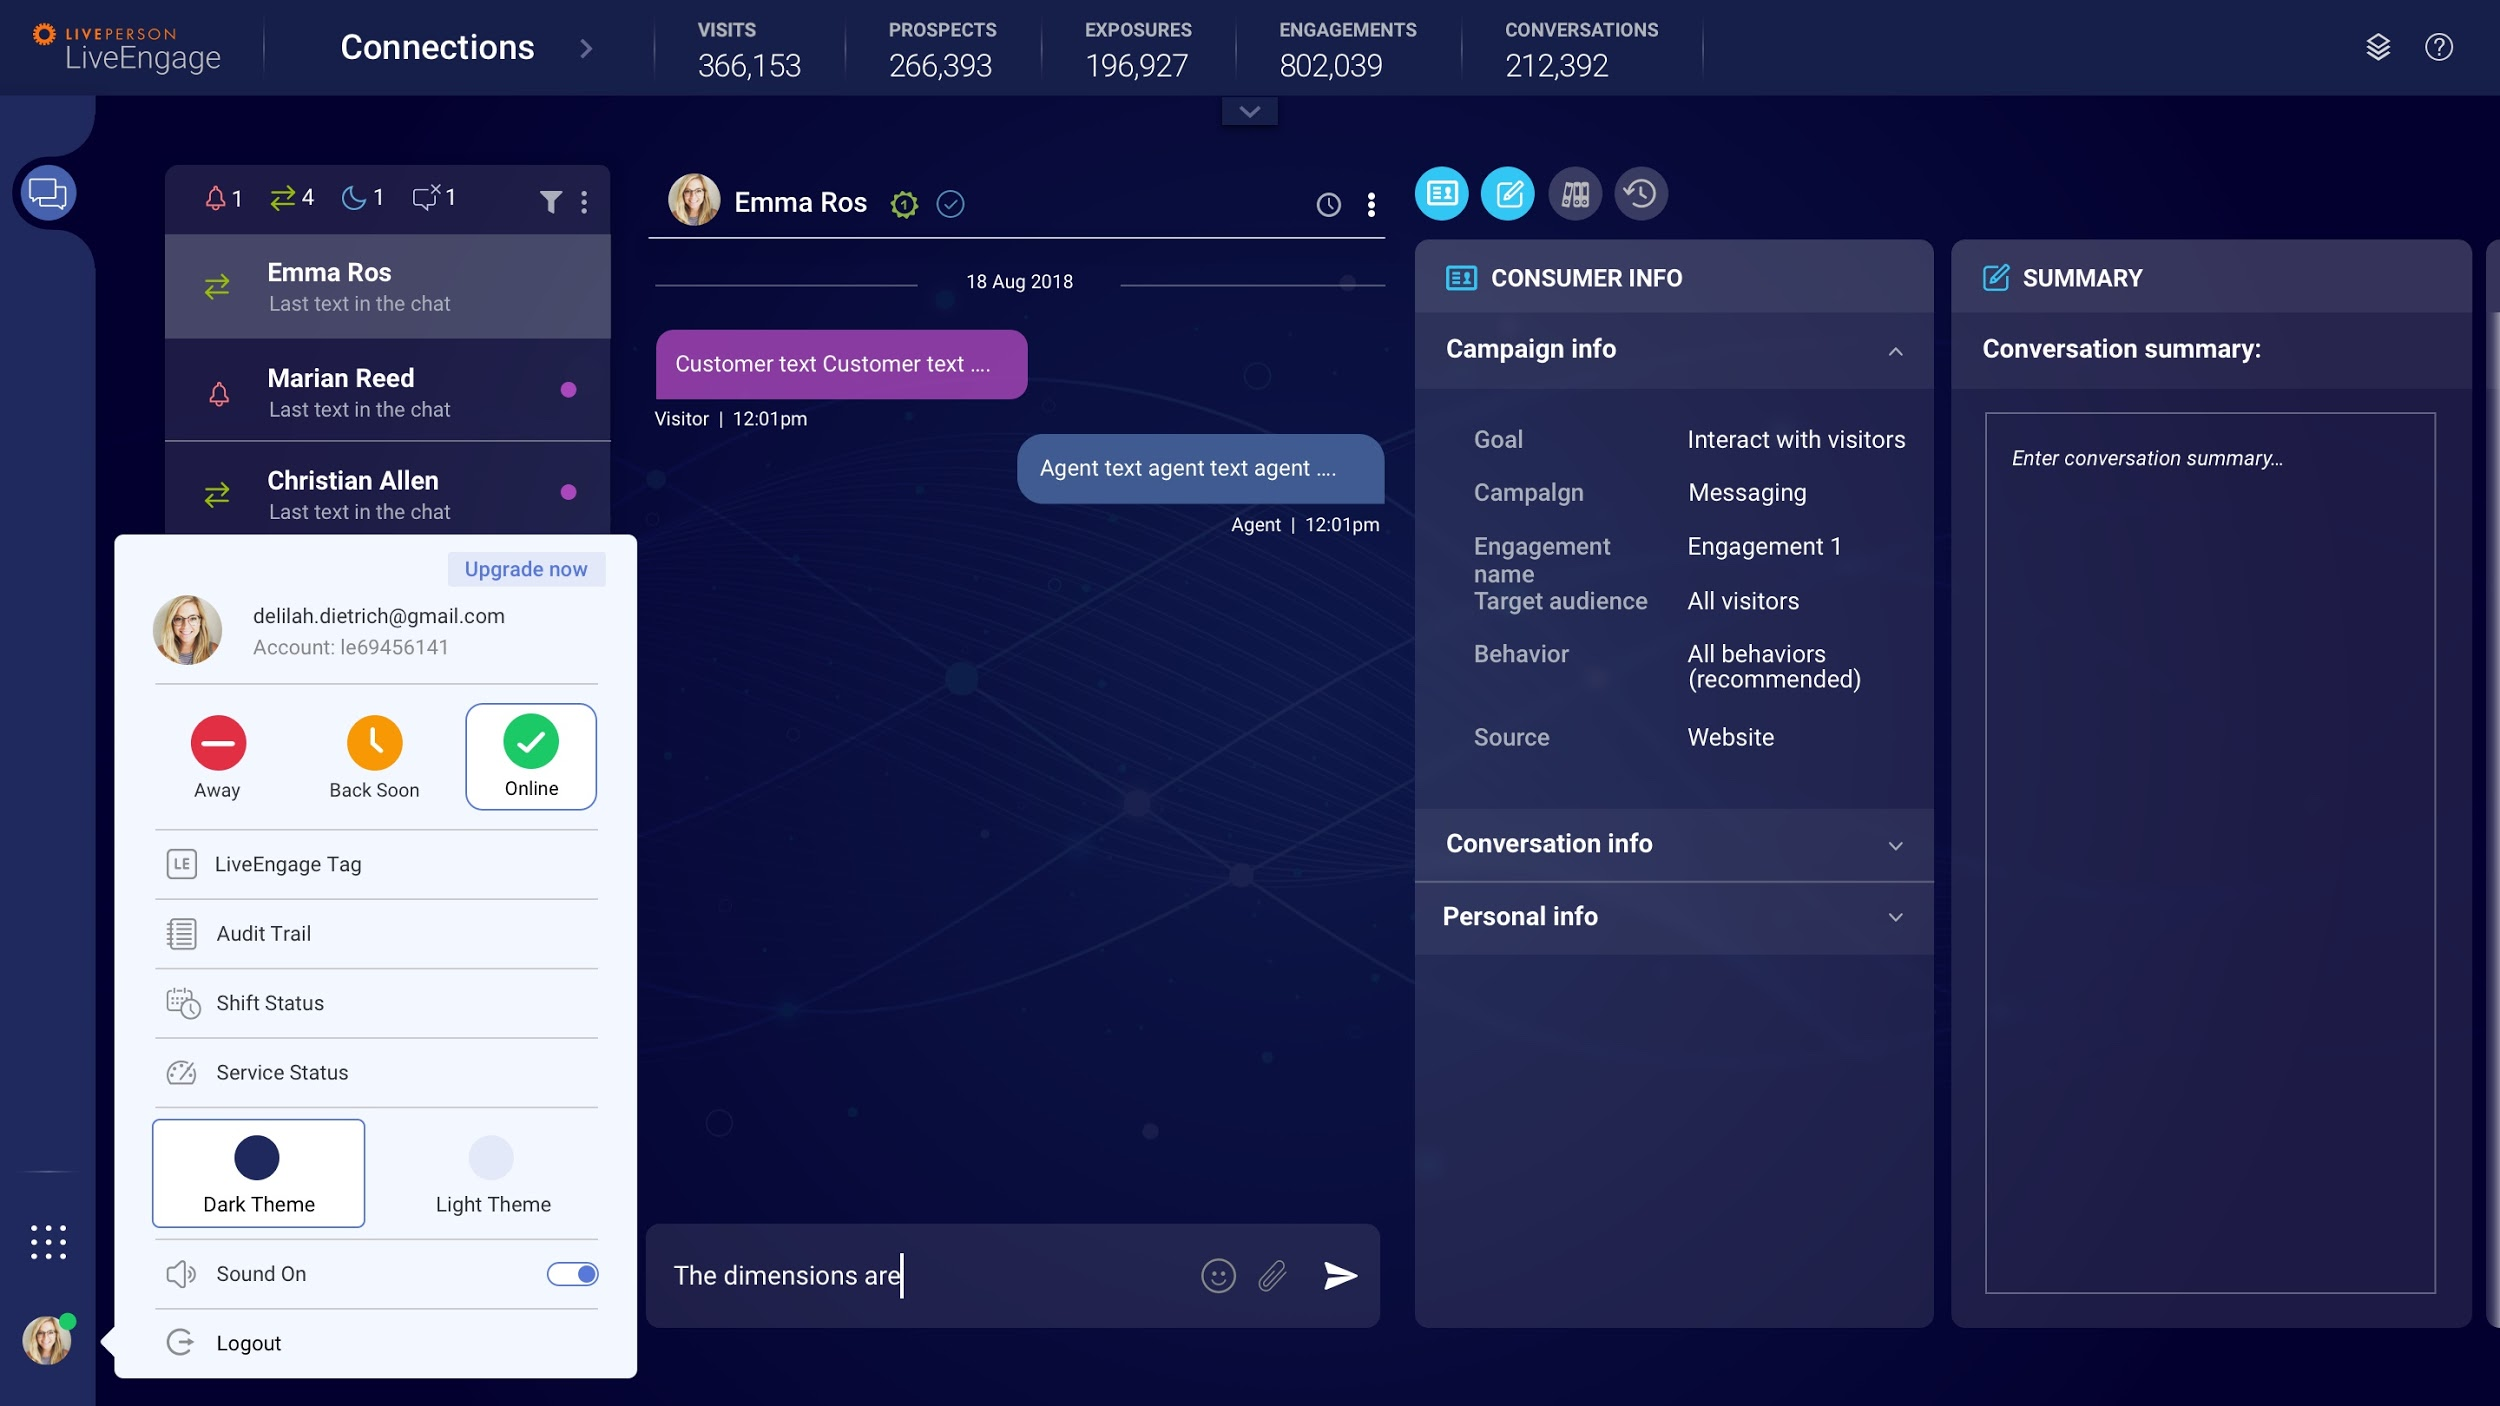 LIVEPERSON
LiveEngage
Connections
VISITS
366,153
PROSPECTS
266,393
EXPOSURES
196,927
ENGAGEMENTS
802,039
CONVERSATIONS
212,392
?
1
4
1
1
Emma Ros
Last text in the chat
Marian Reed
Last text in the chat
Christian Allen
Last text in the chat
Upgrade now
delilah.dietrich@gmail.com
Account: le69456141
Away
Back Soon
Online
LE
LiveEngage Tag
Audit Trail
Shift Status
Service Status
Dark Theme
Light Theme
Sound On
Logout
Emma Ros
1
18 Aug 2018
Customer text Customer text ....
Visitor | 12:01pm
Agent text agent text agent ....
Agent | 12:01pm
The dimensions are
CONSUMER INFO
Campaign info
Goal
Interact with visitors
Campalgn
Messaging
Engagement
name
Engagement 1
Target audience
All visitors
Behavior
All behaviors
(recommended)
Source
Website
Conversation info
Personal info
SUMMARY
Conversation summary:
Enter conversation summary...